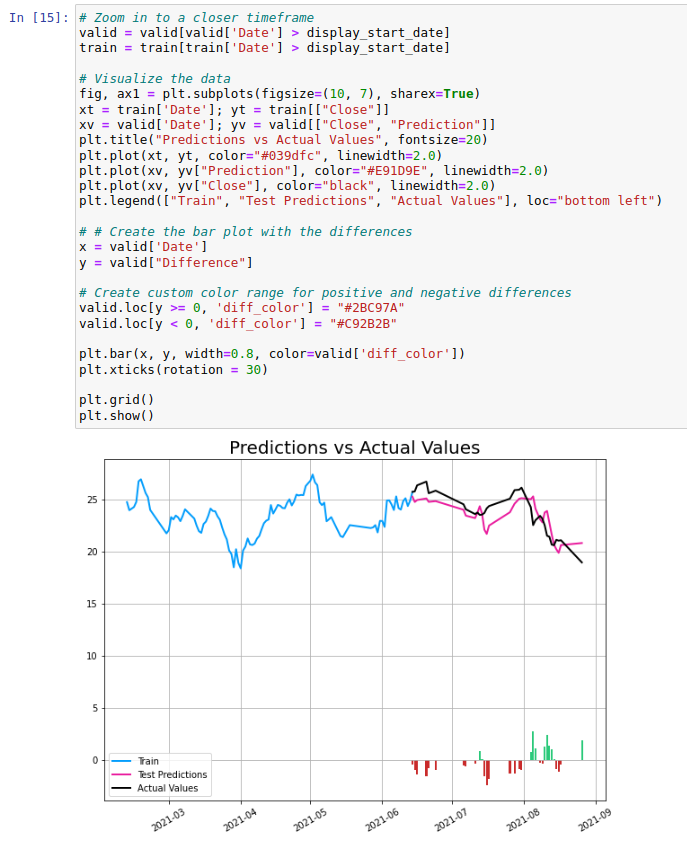 In [15]: # Zoom in to a closer timeframe
valid = valid[valid['Date'] > display_start_date]
train = train[train['Date'] > display_start_date]
# Visualize the data
fig, ax1 = plt.subplots(figsize=(10, 7), sharex=True)
xt = train['Date']; yt = train[["Close"]]
xv = valid['Date']; yv = valid[["Close", "Prediction"]]
plt.title("Predictions vs Actual Values", fontsize=20)
plt.plot(xt, yt, color="#039dfc", linewidth=2.0)
plt.plot(xv, yv["Prediction"], color="#E91D9E", linewidth=2.0)
plt.plot(xv, yv["Close"], color="black", linewidth=2.0)
plt.legend(["Train", "Test Predictions", "Actual Values"], loc="bottom left")
# # Create the bar plot with the differences
x = valid['Date']
y = valid["Difference"]
# Create custom color range for positive and negative differences
valid.loc[y >= 0, 'diff_color'] = "#2BC97A"
valid.loc[y < 0, 'diff_color'] = "#C92B2B"
plt.bar(x, y, width=0.8, color=valid['diff_color'])
plt.xticks(rotation = 30)
plt.grid()
plt.show()
Predictions vs Actual Values
25
20
15
10
5
0
Train
Test Predictions
Actual Values
2021-03
2021-04
2021-05
2021-06
2021-07
2021-08
2021-09